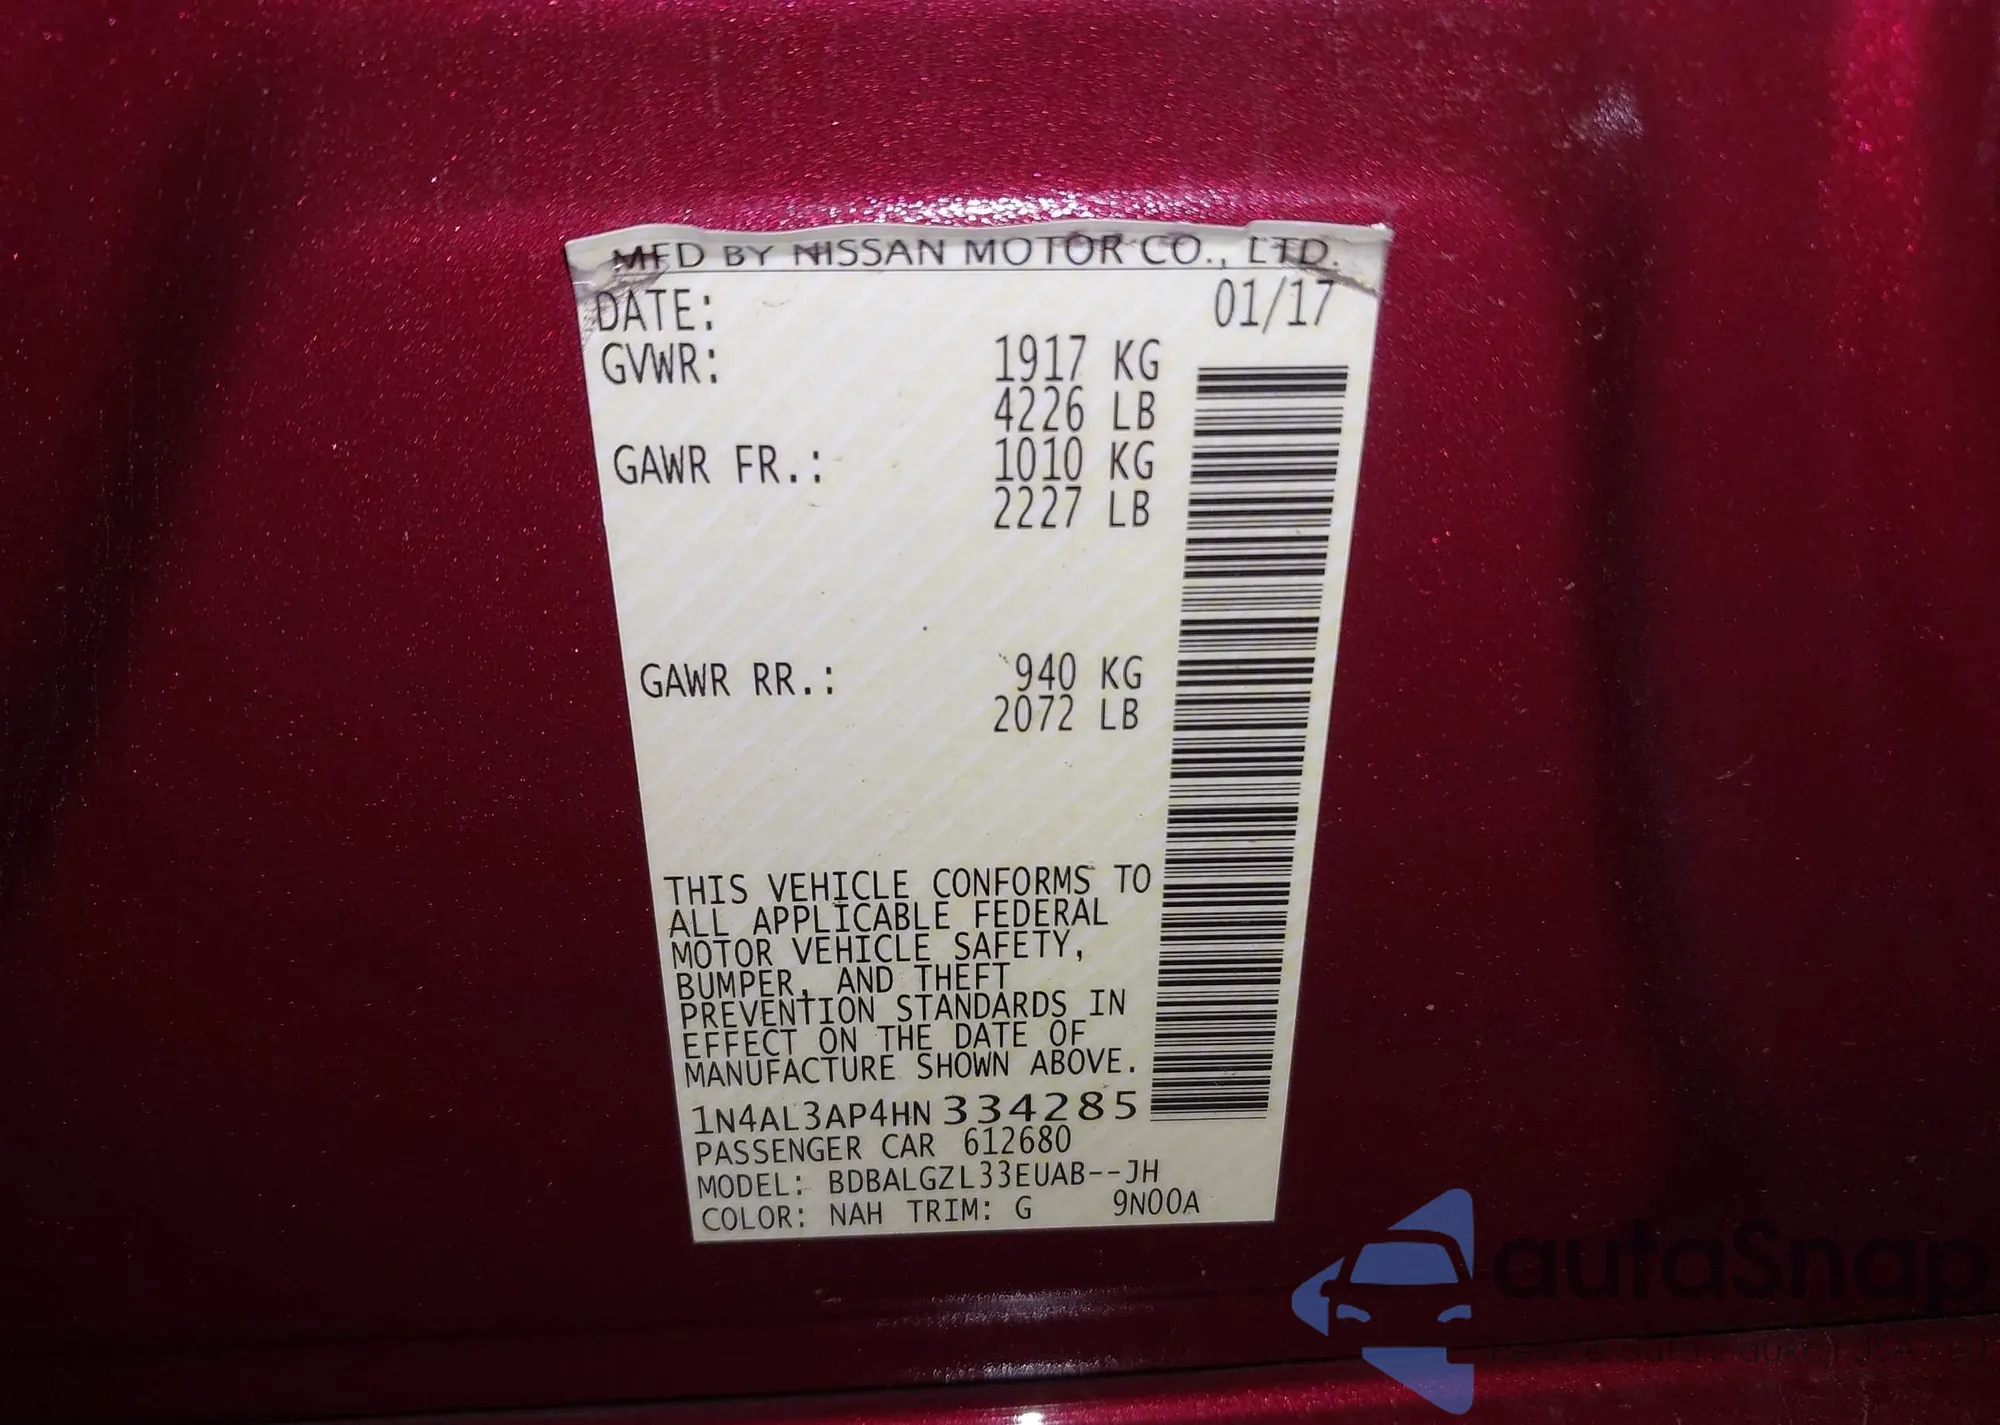 MFD BY NISSAN MOTOR CO., LTD.
DATE: 01/17
GVWR: 1917 KG
4226 LB
GAWR FR.: 1010 KG
2227 LB
GAWR RR.: 940 KG
2072 LB
THIS VEHICLE CONFORMS TO
ALL APPLICABLE FEDERAL
MOTOR VEHICLE SAFETY,
BUMPER, AND THEFT
PREVENTION STANDARDS IN
EFFECT ON THE DATE OF
MANUFACTURE SHOWN ABOVE.
1N4AL3AP4HN334285
PASSENGER CAR 612680
MODEL: BDBALGZL33EUAB--JH
COLOR: NAH TRIM: G 9N00A
autaSnap